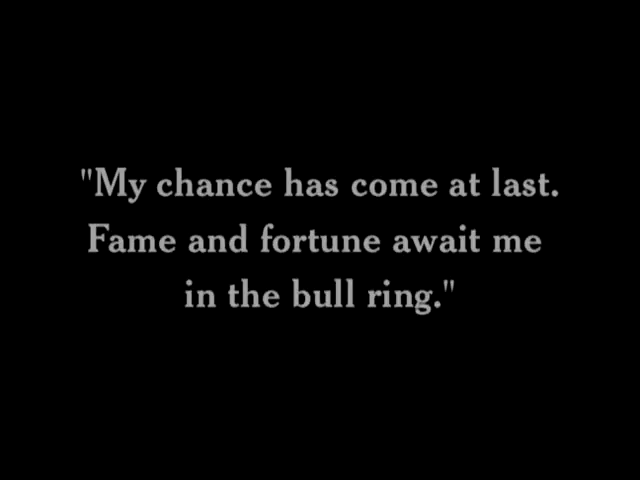 "My chance has come at last.
Fame and fortune await me
in the bull ring."